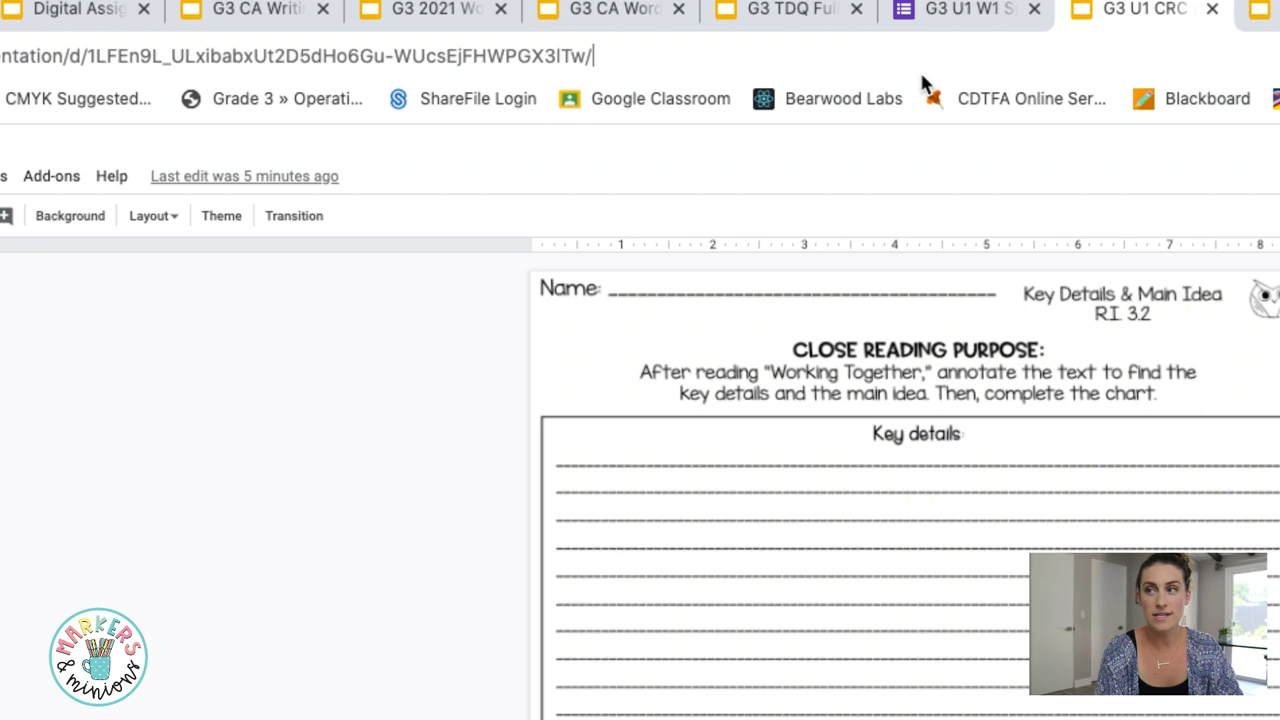 Digital Assig G3 CA Writi G3 2021 Wo G3 CA Word G3 TDQ Full G3 U1 W1 S G3 U1 CRC
entation/d/1LFEn9L_ULxibabxUt2D5dHo6Gu-WUcsEjFHWPGX3lTw/
CMYK Suggested... Grade 3 » Operati... ShareFile Login Google Classroom Bearwood Labs CDTFA Online Ser... Blackboard
s Add-ons Help Last edit was 5 minutes ago
Background Layout Theme Transition
1 2 3 4 5 6 7 8
Name: Key Details & Main Idea
R.I. 3.2
CLOSE READING PURPOSE:
After reading "Working Together," annotate the text to find the
key details and the main idea. Then, complete the chart.
Key details:
MARKERS
& minions